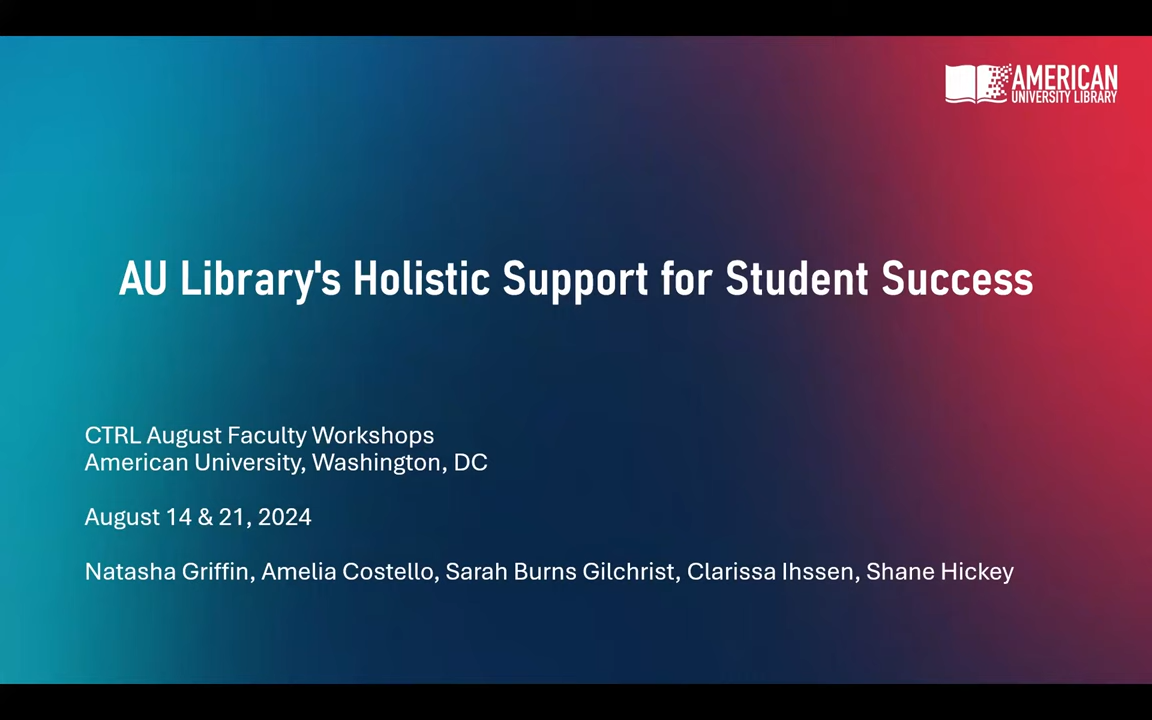 AMERICAN
UNIVERSITY LIBRARY
AU Library's Holistic Support for Student Success
CTRL August Faculty Workshops
American University, Washington, DC
August 14 & 21, 2024
Natasha Griffin, Amelia Costello, Sarah Burns Gilchrist, Clarissa Ihssen, Shane Hickey